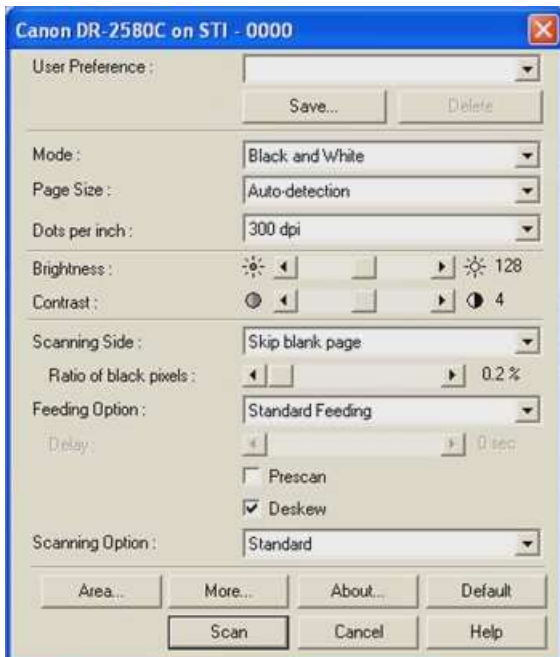 Canon DR-2580C on STI - 0000
User Preference :
Save... Delete
Mode : Black and White
Page Size : Auto-detection
Dots per inch : 300 dpi
Brightness : 128
Contrast : 4
Scanning Side : Skip blank page
Ratio of black pixels : 0.2 %
Feeding Option : Standard Feeding
Delay : 0 sec
Prescan
Deskew
Scanning Option : Standard
Area... More... About... Default
Scan Cancel Help